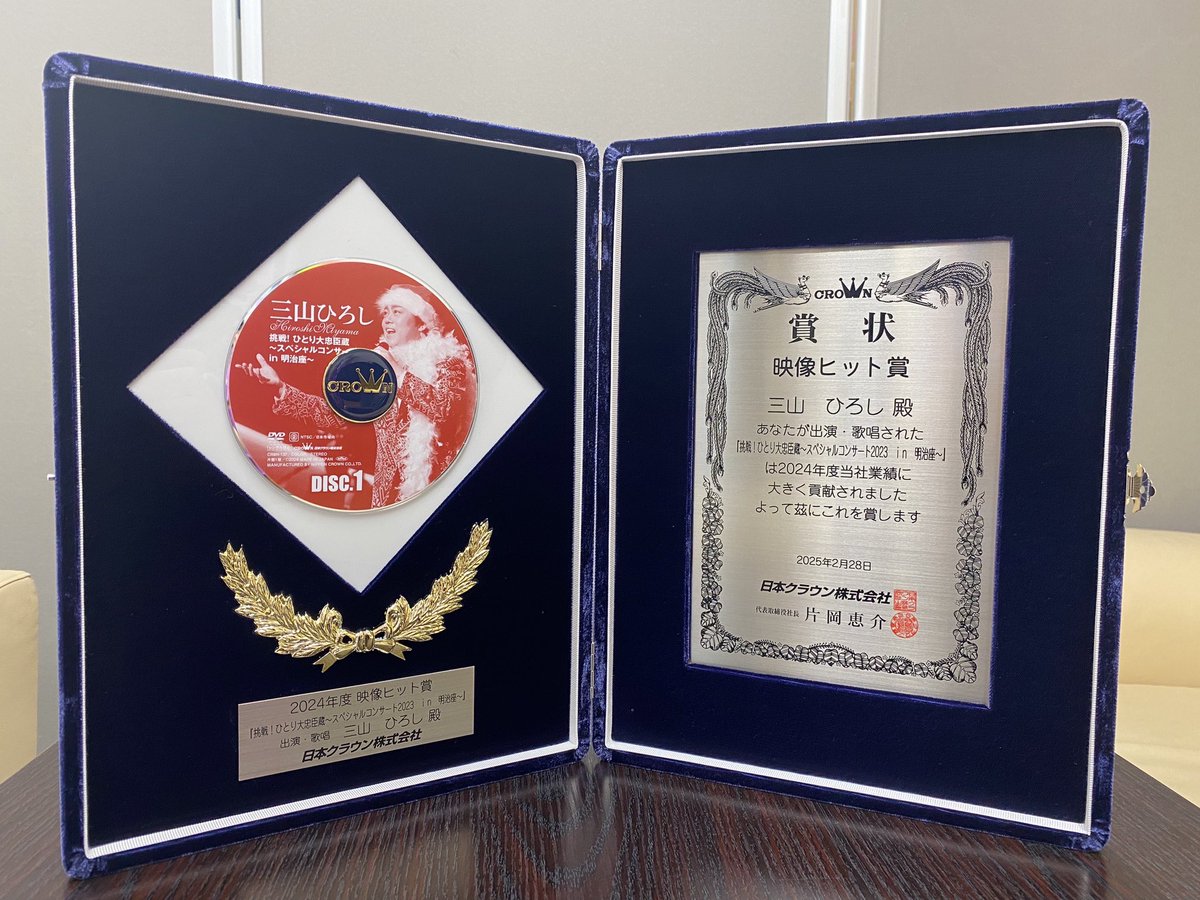 三山ひろし
Hiroshi Miyama
挑戦!ひとり大忠臣蔵
~スペシャルコンサ
in 明治座~
CROWN
DVD
NTSC
STEREO
MANUFACTURED BY NIPPON CROWN CO.,LTD.
DISC.1
2024年度 映像ヒット賞
「挑戦!ひとり大忠臣蔵~スペシャルコンサート2023 in 明治座~」
出演・歌唱 三山 ひろし 殿
日本クラウン株式会社
CROWN
賞状
映像ヒット賞
三山 ひろし 殿
あなたが出演・歌唱された
「挑戦!ひとり大忠臣蔵~スペシャルコンサート2023 in 明治座~」
は2024年度当社業績に
大きく貢献されました
よって茲にこれを賞します
2025年2月28日
日本クラウン株式会社
代表取締役社長 片岡恵介